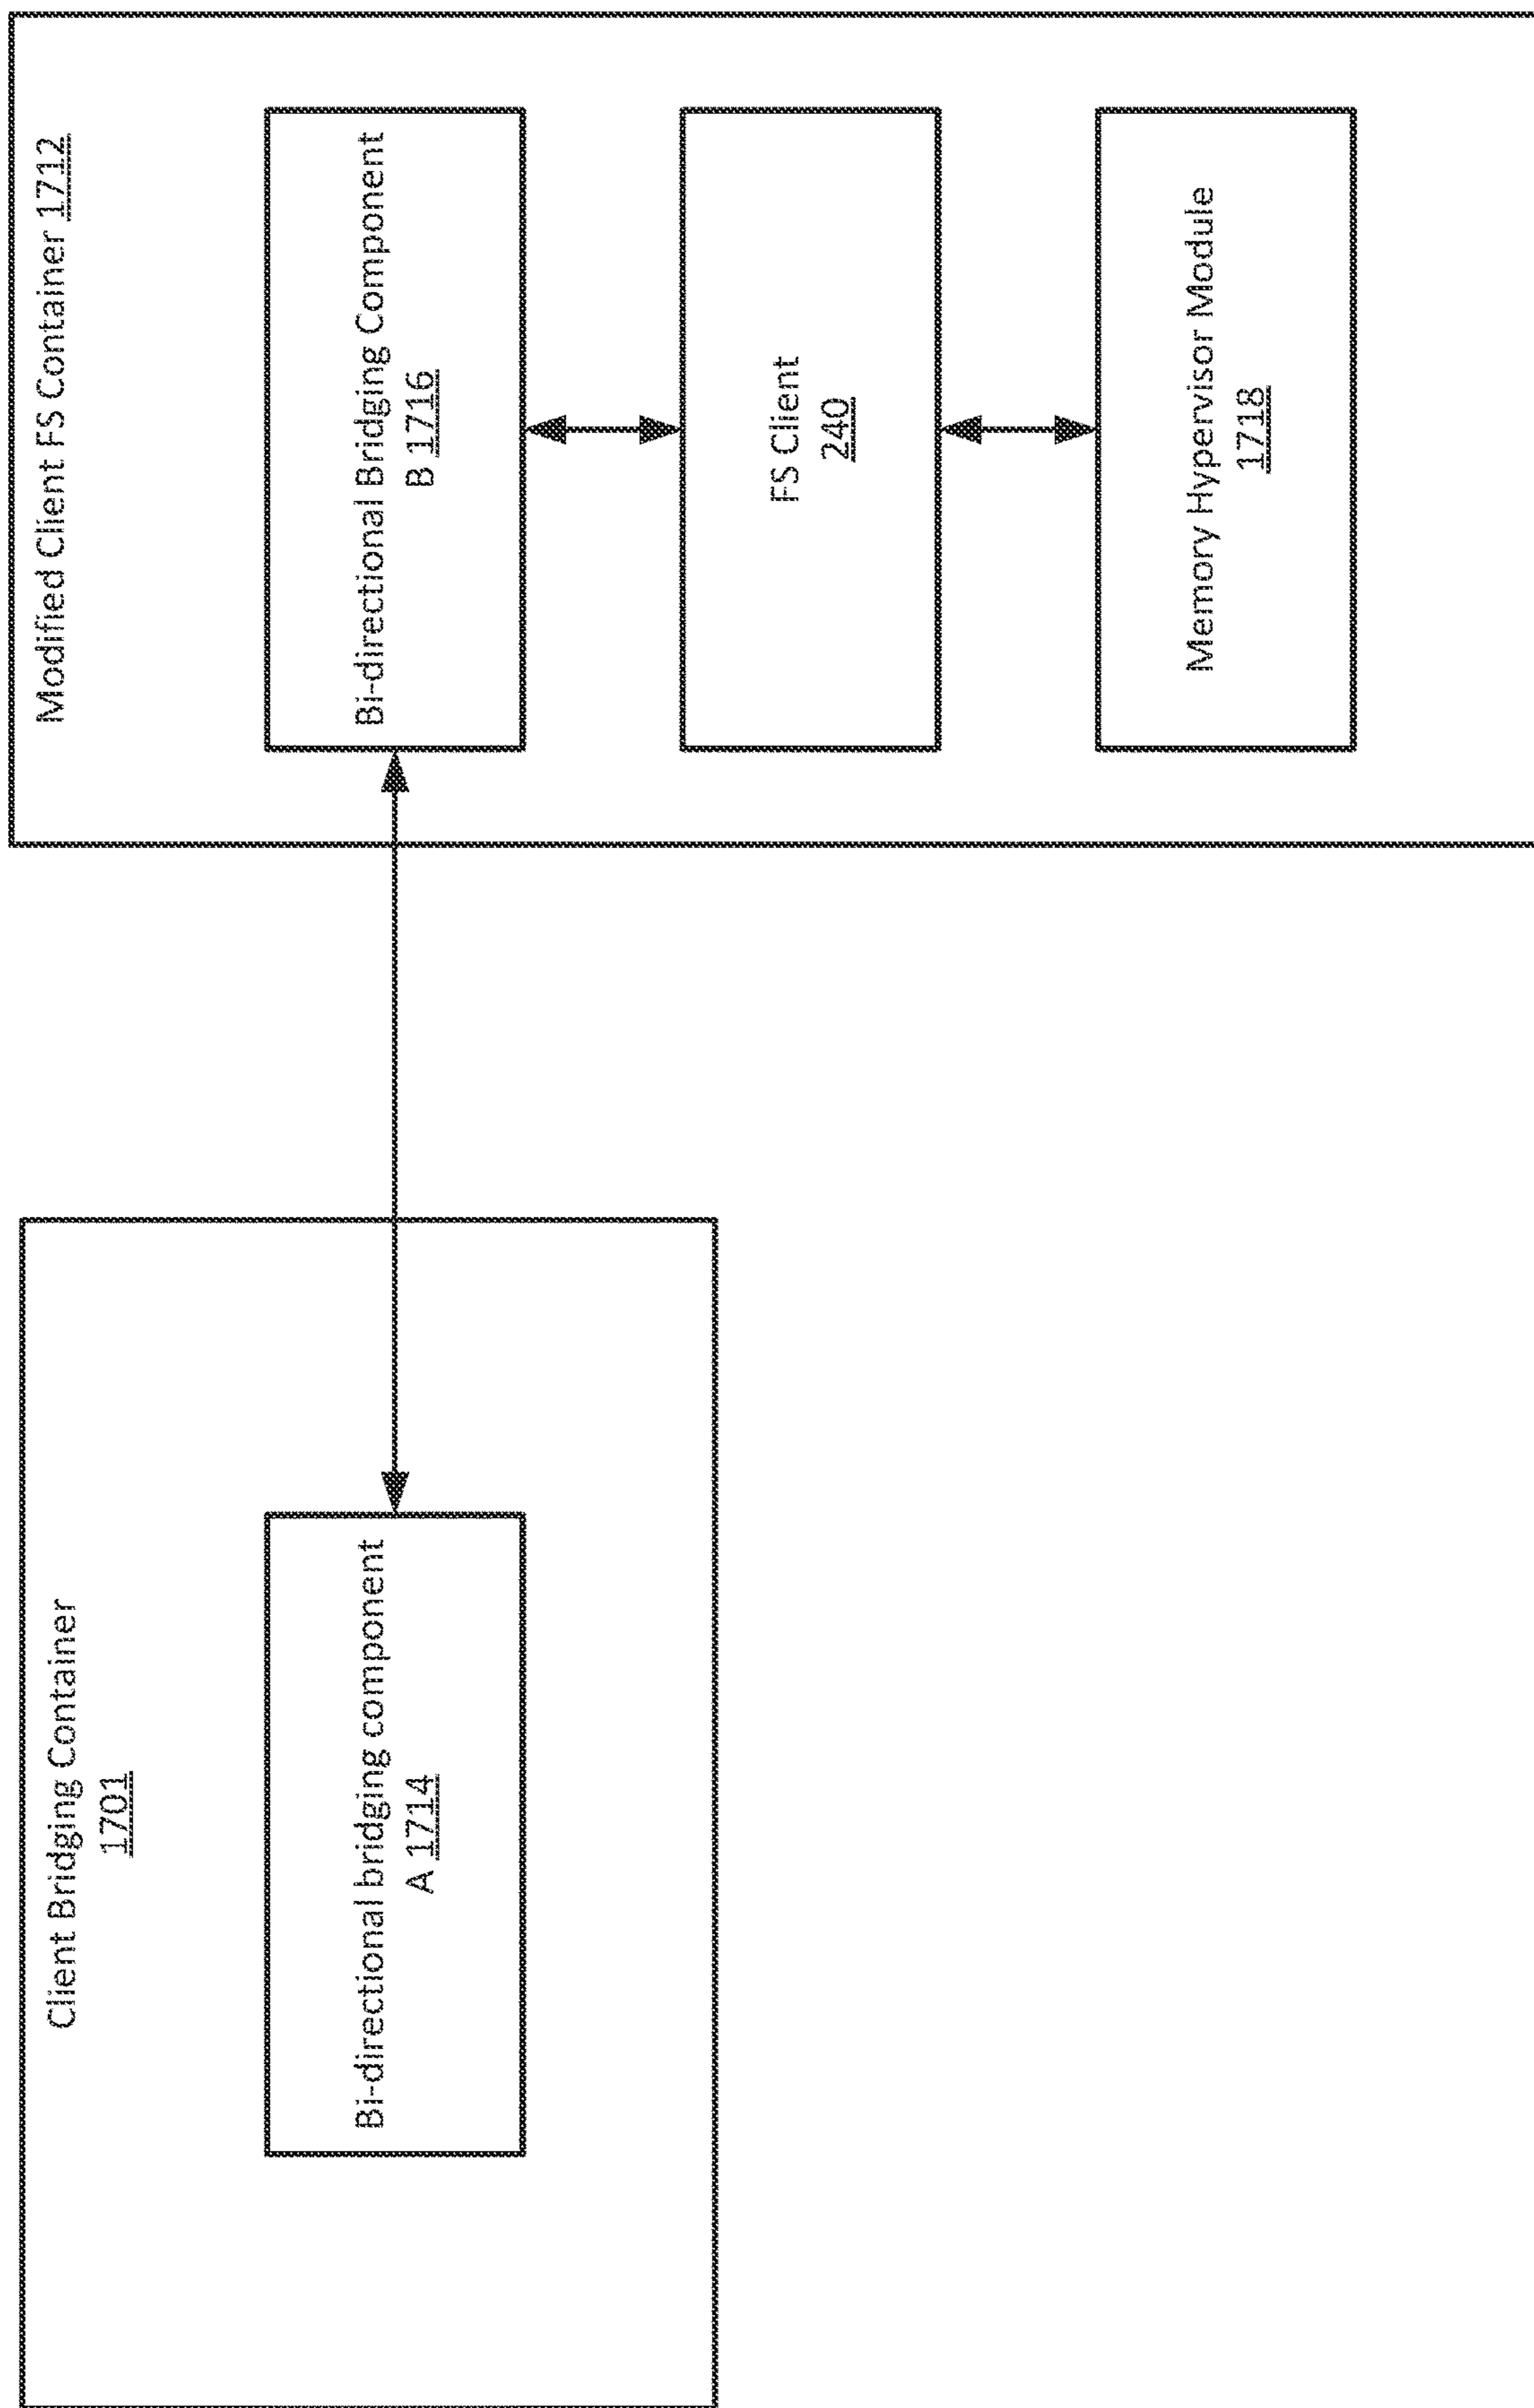 Client Bridging Container
1701
Bi-directional bridging component
A 1714
Modified Client FS Container 1712
Bi-directional Bridging Component
B 1716
FS Client
240
Memory Hypervisor Module
1718